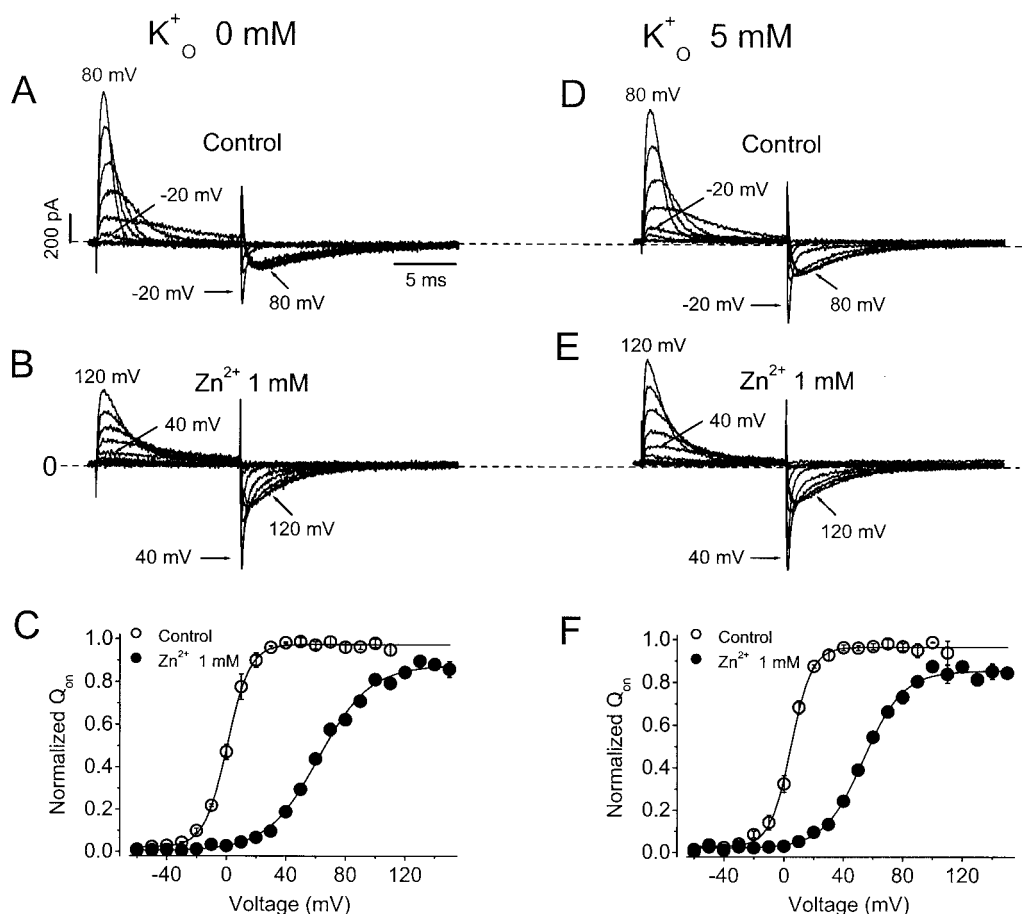 K⁺O 0 mM
K⁺O 5 mM
A
80 mV
Control
-20 mV
200 pA
5 ms
-20 mV
80 mV
D
80 mV
Control
-20 mV
-20 mV
80 mV
B
120 mV
Zn²⁺ 1 mM
40 mV
0
120 mV
40 mV
E
120 mV
Zn²⁺ 1 mM
40 mV
120 mV
40 mV
C
Control
Zn²⁺ 1 mM
1.0
0.8
0.6
0.4
0.2
0.0
Normalized Qon
-40 0 40 80 120
Voltage (mV)
F
Control
Zn²⁺ 1 mM
1.0
0.8
0.6
0.4
0.2
0.0
Normalized Qon
-40 0 40 80 120
Voltage (mV)